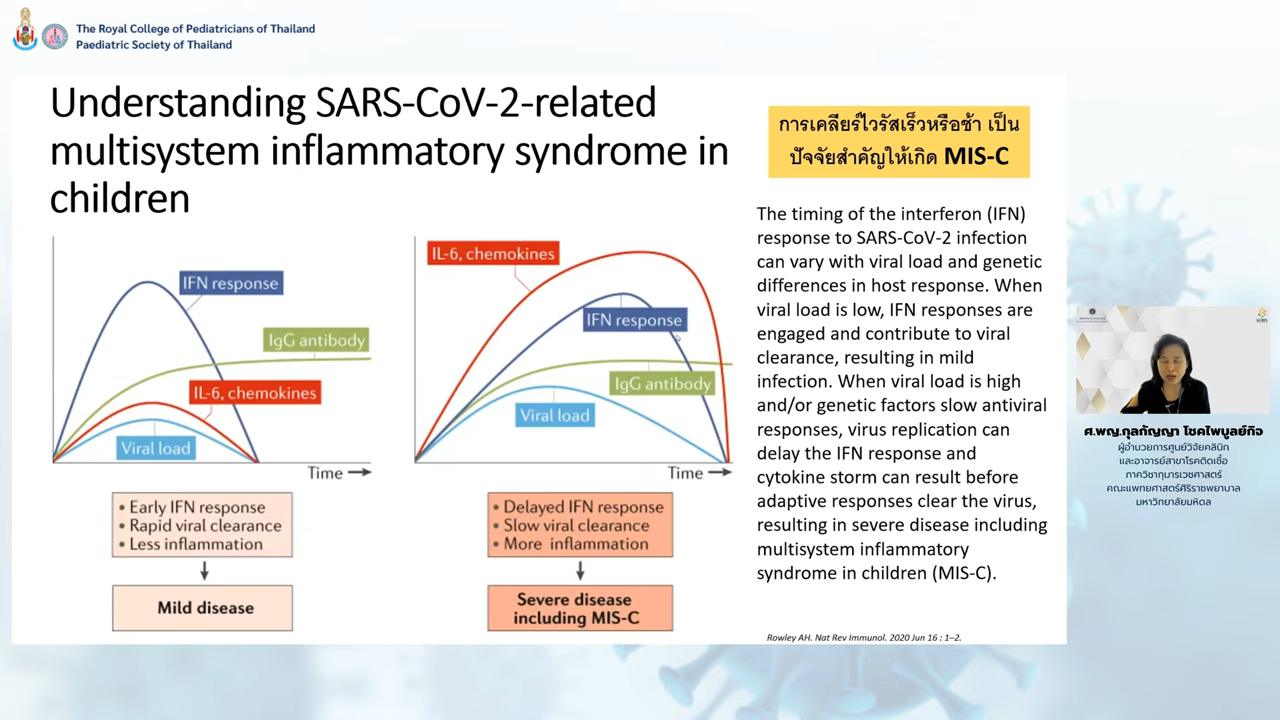 The Royal College of Pediatricians of Thailand
Paediatric Society of Thailand
Understanding SARS-CoV-2-related
multisystem inflammatory syndrome in
children
IFN response
IgG antibody
IL-6, chemokines
Viral load
Time
• Early IFN response
• Rapid viral clearance
• Less inflammation
Mild disease
IL-6, chemokines
IFN response
IgG antibody
Viral load
Time
• Delayed IFN response
• Slow viral clearance
• More inflammation
Severe disease
including MIS-C
การเคลียร์ไวรัสเร็วหรือช้า เป็น
ปัจจัยสำคัญให้เกิด MIS-C
The timing of the interferon (IFN)
response to SARS-CoV-2 infection
can vary with viral load and genetic
differences in host response. When
viral load is low, IFN responses are
engaged and contribute to viral
clearance, resulting in mild
infection. When viral load is high
and/or genetic factors slow antiviral
responses, virus replication can
delay the IFN response and
cytokine storm can result before
adaptive responses clear the virus,
resulting in severe disease including
multisystem inflammatory
syndrome in children (MIS-C).
Rowley AH. Nat Rev Immunol. 2020 Jun 16 : 1–2.
ศ.พญ.กุลกัญญา โชคไพบูลย์กิจ
ผู้อำนวยการศูนย์วิจัยคลินิก
และอาจารย์สาขาโรคติดเชื้อ
ภาควิชากุมารเวชศาสตร์
คณะแพทยศาสตร์ศิริราชพยาบาล
มหาวิทยาลัยมหิดล